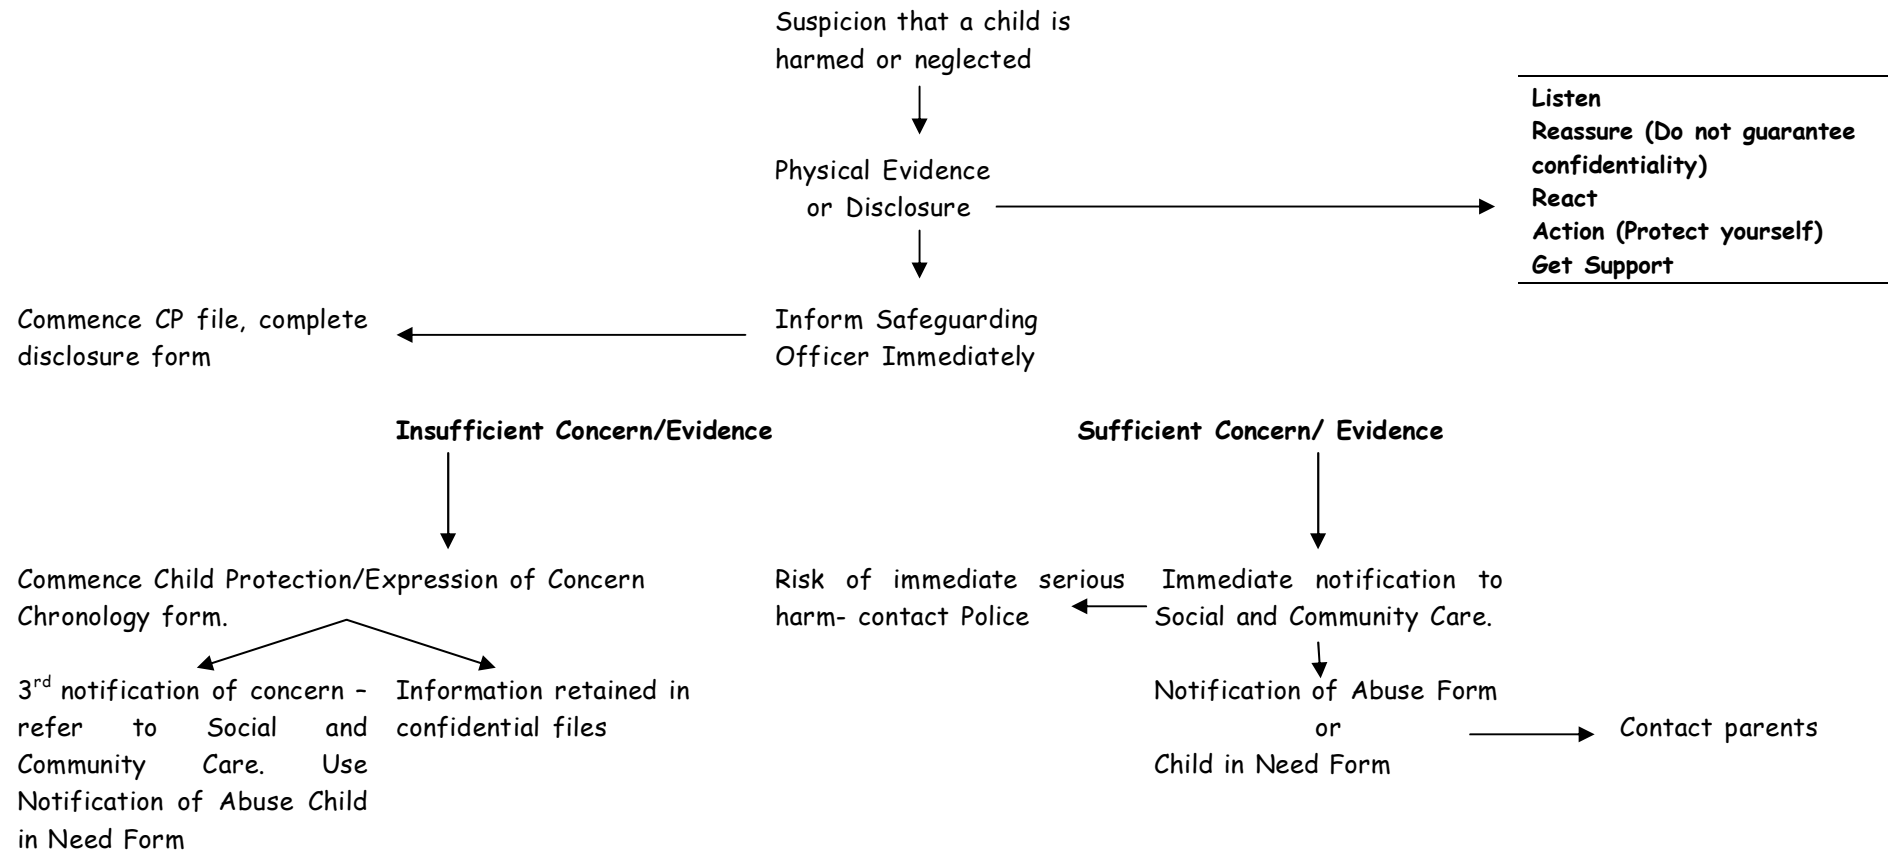 Suspicion that a child is
harmed or neglected
Listen
Reassure (Do not guarantee
confidentiality)
React
Action (Protect yourself)
Get Support
Physical Evidence
or Disclosure
Commence CP file, complete
disclosure form
Inform Safeguarding
Officer Immediately
Insufficient Concern/Evidence
Sufficient Concern/ Evidence
Commence Child Protection/Expression of Concern
Chronology form.
Risk of immediate serious
harm- contact Police
Immediate notification to
Social and Community Care.
3rd notification of concern –
refer to Social and
Community Care. Use
Notification of Abuse Child
in Need Form
Information retained in
confidential files
Notification of Abuse Form
or
Child in Need Form
Contact parents